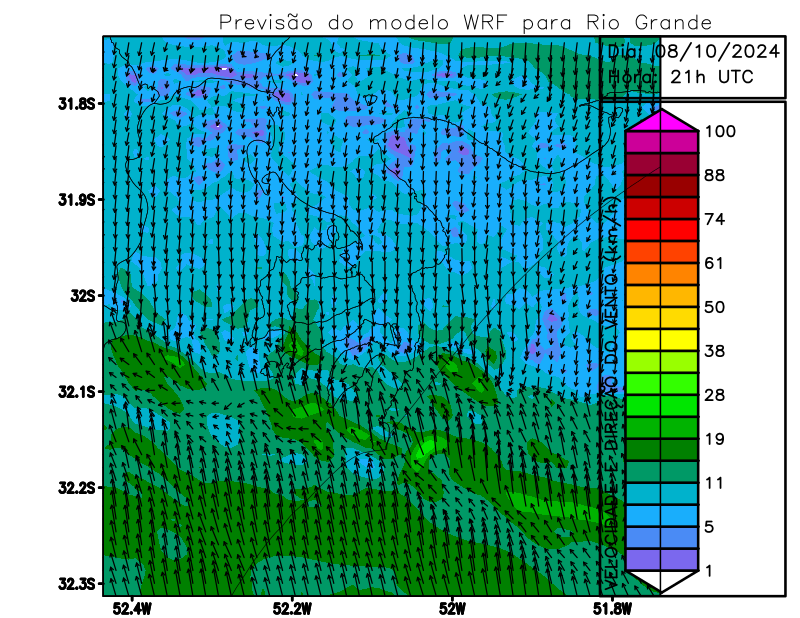 Previsão do modelo WRF para Rio Grande
Dia: 08/10/2024
Hora: 21h UTC
31.8S
31.9S
32S
32.1S
32.2S
32.3S
52.4W
52.2W
52W
51.8W
VELOCIDADE E DIREÇÃO DO VENTO (km/h)
100
88
74
61
50
38
28
19
11
5
1